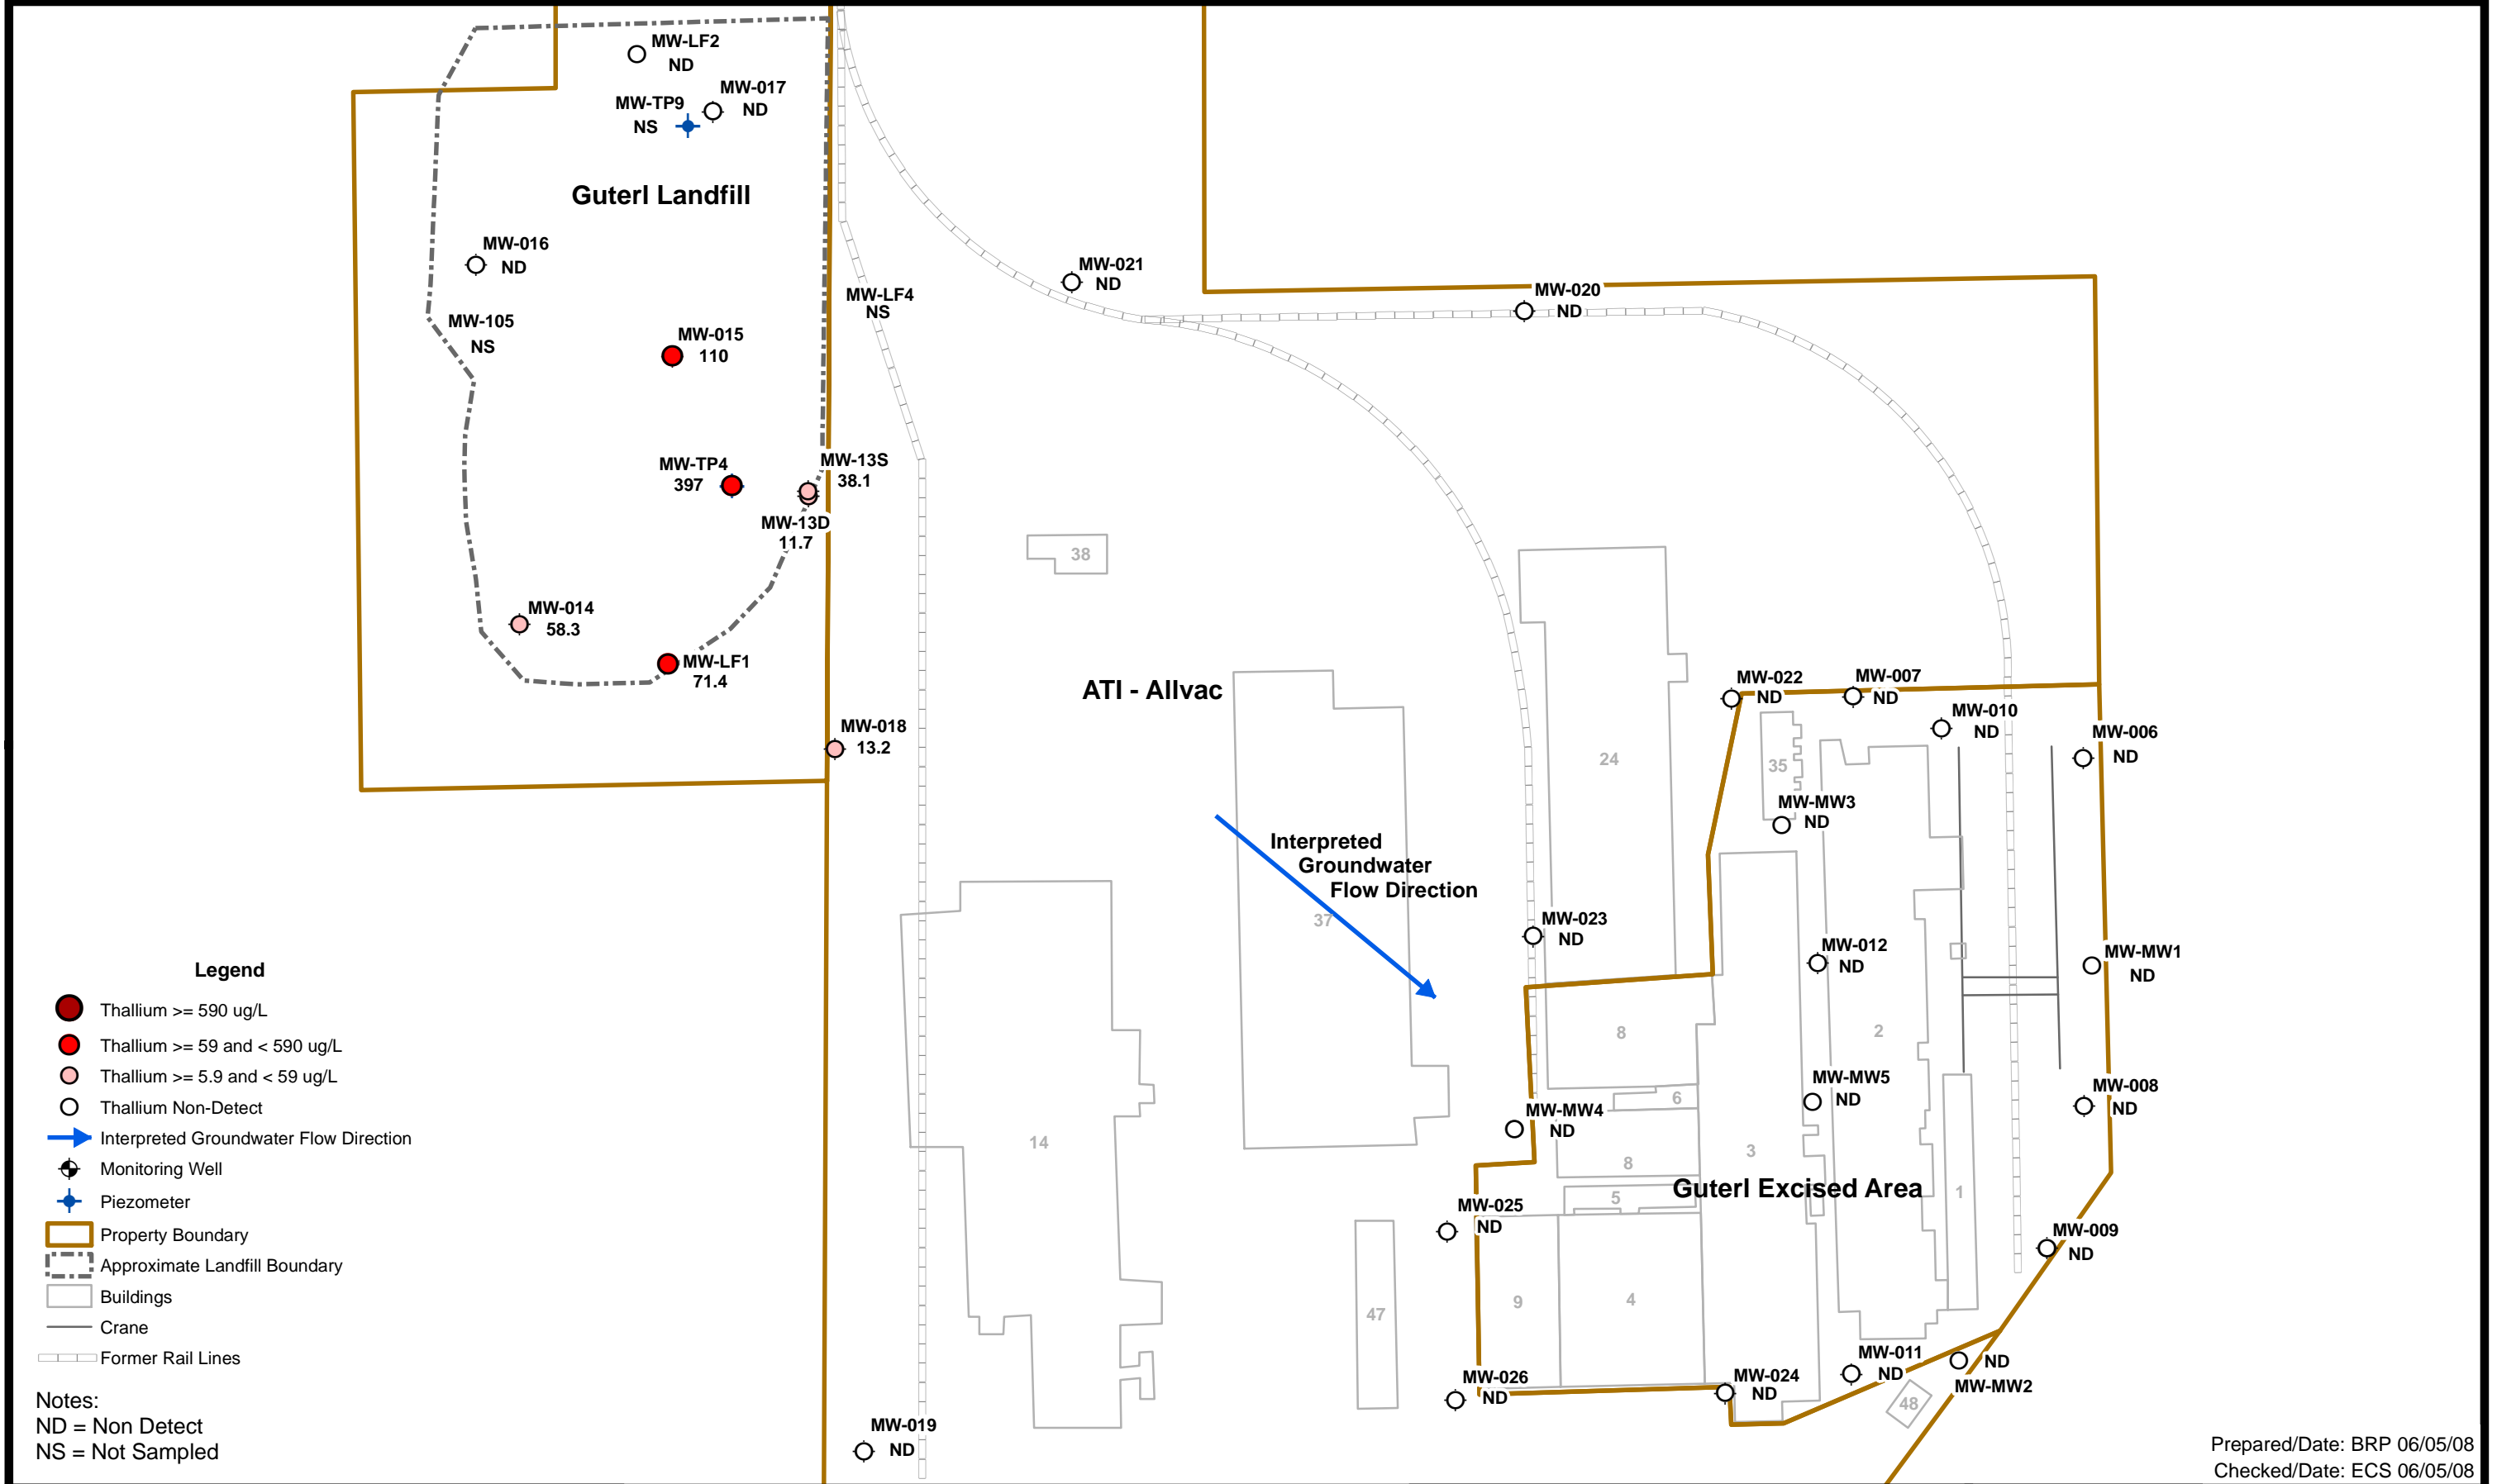 MW-LF2
ND
MW-017
ND
MW-TP9
NS
Guterl Landfill
MW-016
ND
MW-105
NS
MW-015
110
MW-LF4
NS
MW-021
ND
MW-020
ND
MW-TP4
397
MW-13S
38.1
MW-13D
11.7
MW-014
58.3
MW-LF1
71.4
MW-018
13.2
38
ATI - Allvac
24
MW-022
ND
MW-007
ND
MW-010
ND
MW-006
ND
35
MW-MW3
ND
Interpreted
Groundwater
Flow Direction
37
MW-023
ND
MW-012
ND
MW-MW1
ND
8
2
6
MW-MW5
ND
MW-008
ND
MW-MW4
ND
14
8
3
Guterl Excised Area
1
5
MW-025
ND
MW-009
ND
9
4
47
MW-026
ND
MW-024
ND
MW-011
ND
ND
MW-MW2
48
MW-019
ND
Legend
Thallium >= 590 ug/L
Thallium >= 59 and < 590 ug/L
Thallium >= 5.9 and < 59 ug/L
Thallium Non-Detect
Interpreted Groundwater Flow Direction
Monitoring Well
Piezometer
Property Boundary
Approximate Landfill Boundary
Buildings
Crane
Former Rail Lines
Notes:
ND = Non Detect
NS = Not Sampled
Prepared/Date: BRP 06/05/08
Checked/Date: ECS 06/05/08